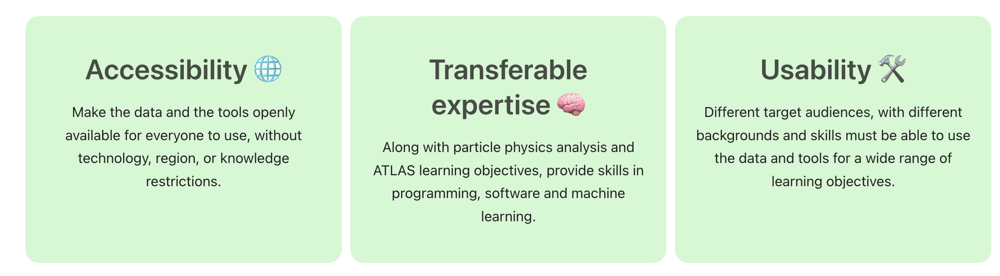 Accessibility 🌐
Make the data and the tools openly
available for everyone to use, without
technology, region, or knowledge
restrictions.
Transferable
expertise 🧠
Along with particle physics analysis and
ATLAS learning objectives, provide skills in
programming, software and machine
learning.
Usability 🛠️
Different target audiences, with different
backgrounds and skills must be able to use
the data and tools for a wide range of
learning objectives.